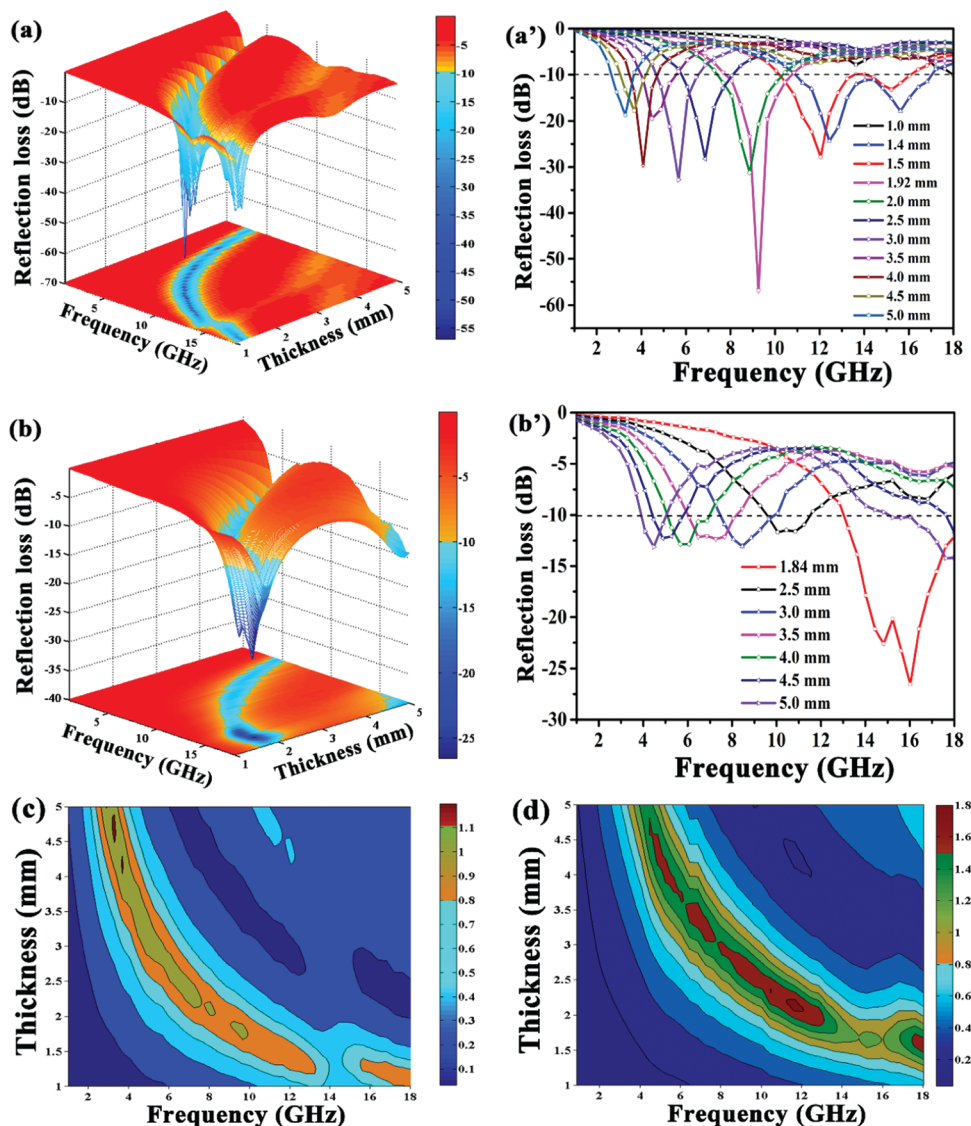 (a)
Reflection loss (dB)
-10
-20
-30
-40
-50
-60
-70
Frequency (GHz)
5
10
15
Thickness (mm)
1
2
3
4
5
-5
-10
-15
-20
-25
-30
-35
-40
-45
-50
-55
(a')
Reflection loss (dB)
0
-10
-20
-30
-40
-50
-60
2 4 6 8 10 12 14 16 18
Frequency (GHz)
1.0 mm
1.4 mm
1.5 mm
1.92 mm
2.0 mm
2.5 mm
3.0 mm
3.5 mm
4.0 mm
4.5 mm
5.0 mm
(b)
Reflection loss (dB)
-5
-10
-15
-20
-25
-30
-35
-40
Frequency (GHz)
5
10
15
Thickness (mm)
1
2
3
4
5
-5
-10
-15
-20
-25
(b')
Reflection loss (dB)
0
-5
-10
-15
-20
-25
-30
2 4 6 8 10 12 14 16 18
Frequency (GHz)
1.84 mm
2.5 mm
3.0 mm
3.5 mm
4.0 mm
4.5 mm
5.0 mm
(c)
Thickness (mm)
5
4.5
4
3.5
3
2.5
2
1.5
1
2 4 6 8 10 12 14 16 18
Frequency (GHz)
1.1
1
0.9
0.8
0.7
0.6
0.5
0.4
0.3
0.2
0.1
(d)
Thickness (mm)
5
4.5
4
3.5
3
2.5
2
1.5
1
2 4 6 8 10 12 14 16 18
Frequency (GHz)
1.8
1.6
1.4
1.2
1
0.8
0.6
0.4
0.2